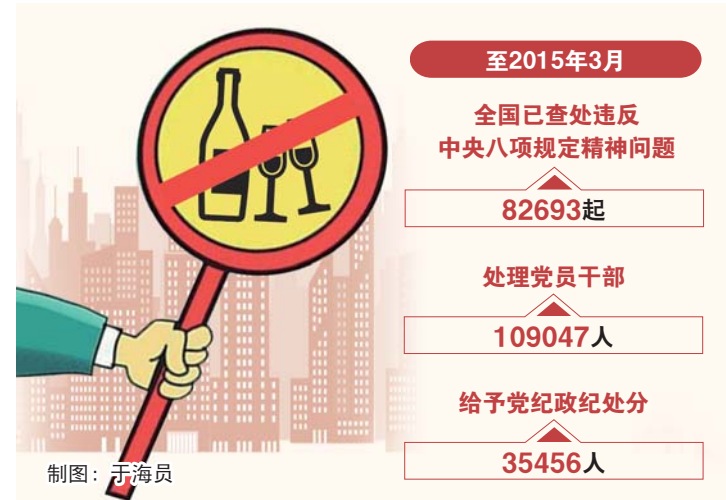 至2015年3月
全国已查处违反
中央八项规定精神问题
82693起
处理党员干部
109047人
给予党纪政纪处分
35456人
制图：于海员